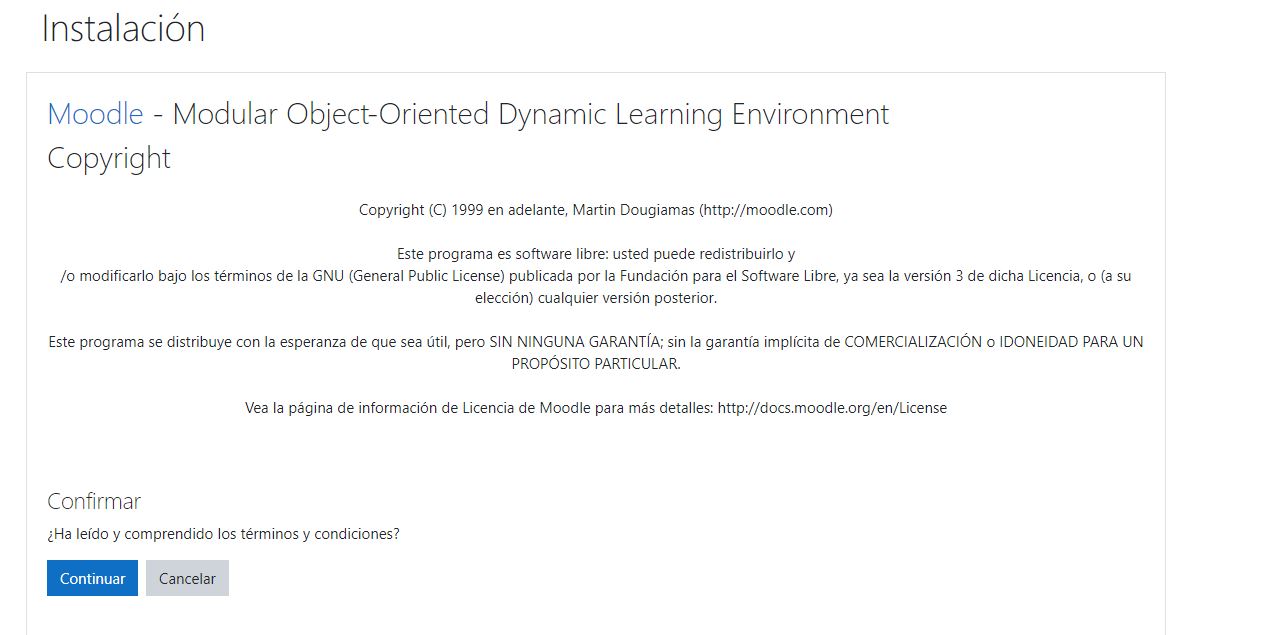 Instalación
Moodle - Modular Object-Oriented Dynamic Learning Environment
Copyright
Copyright (C) 1999 en adelante, Martin Dougiamas (http://moodle.com)
Este programa es software libre: usted puede redistribuirlo y
/o modificarlo bajo los términos de la GNU (General Public License) publicada por la Fundación para el Software Libre, ya sea la versión 3 de dicha Licencia, o (a su
elección) cualquier versión posterior.
Este programa se distribuye con la esperanza de que sea útil, pero SIN NINGUNA GARANTÍA; sin la garantía implícita de COMERCIALIZACIÓN o IDONEIDAD PARA UN
PROPÓSITO PARTICULAR.
Vea la página de información de Licencia de Moodle para más detalles: http://docs.moodle.org/en/License
Confirmar
¿Ha leído y comprendido los términos y condiciones?
Continuar Cancelar